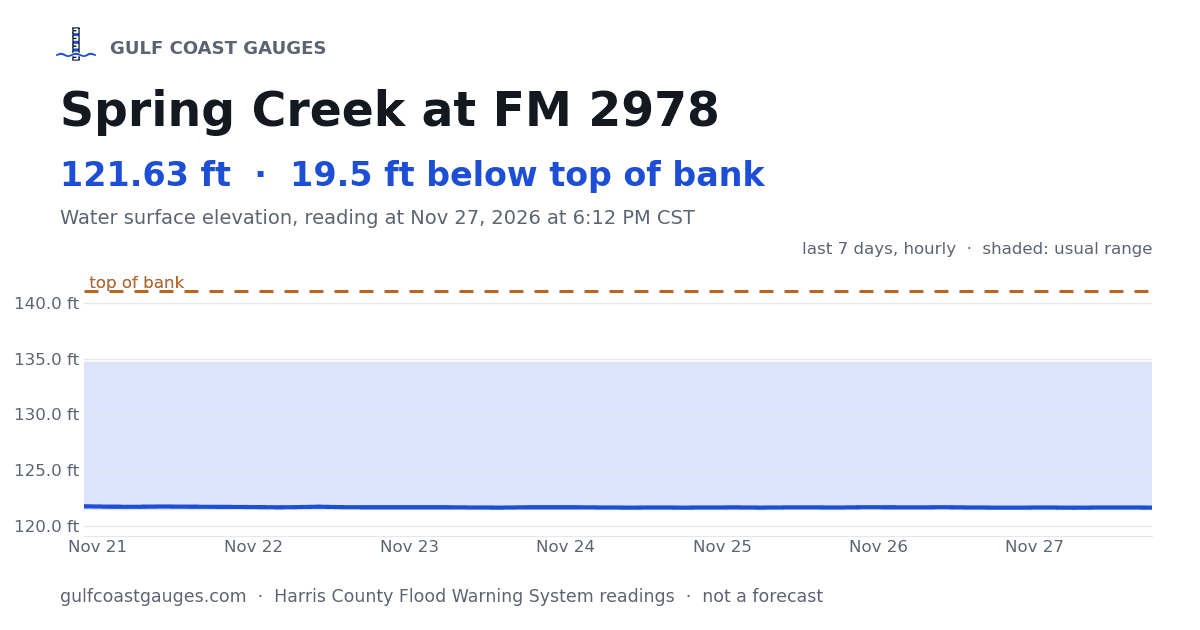 GULF COAST GAUGES
Spring Creek at FM 2978
121.63 ft · 19.5 ft below top of bank
Water surface elevation, reading at Nov 27, 2026 at 6:12 PM CST
last 7 days, hourly · shaded: usual range
top of bank
140.0 ft
135.0 ft
130.0 ft
125.0 ft
120.0 ft
Nov 21 Nov 22 Nov 23 Nov 24 Nov 25 Nov 26 Nov 27
gulfcoastgauges.com · Harris County Flood Warning System readings · not a forecast